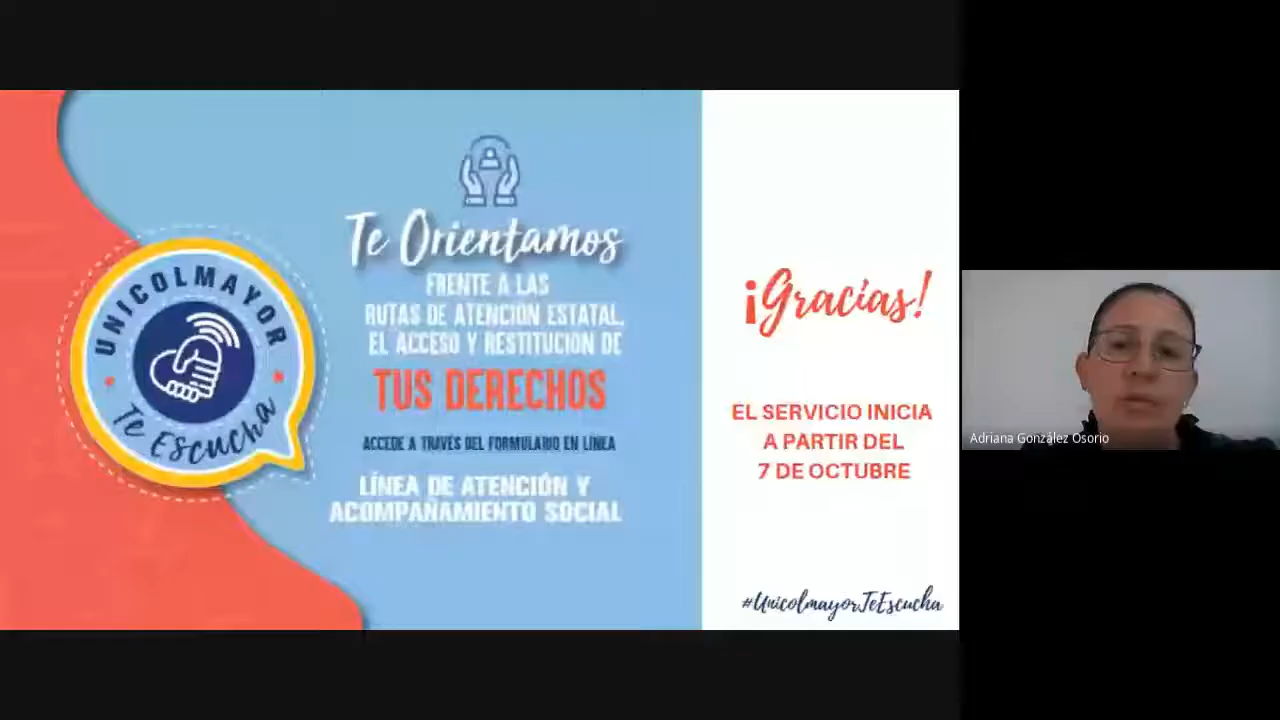 UNICOLMAYOR
Te Escucha
Te Orientamos
FRENTE A LAS
RUTAS DE ATENCIÓN ESTATAL,
EL ACCESO Y RESTITUCIÓN DE
TUS DERECHOS
ACCEDE A TRAVÉS DEL FORMULARIO EN LÍNEA
LÍNEA DE ATENCIÓN Y
ACOMPAÑAMIENTO SOCIAL
¡Gracias!
EL SERVICIO INICIA
A PARTIR DEL
7 DE OCTUBRE
#UnicolmayorTeEscucha
Adriana González Osorio